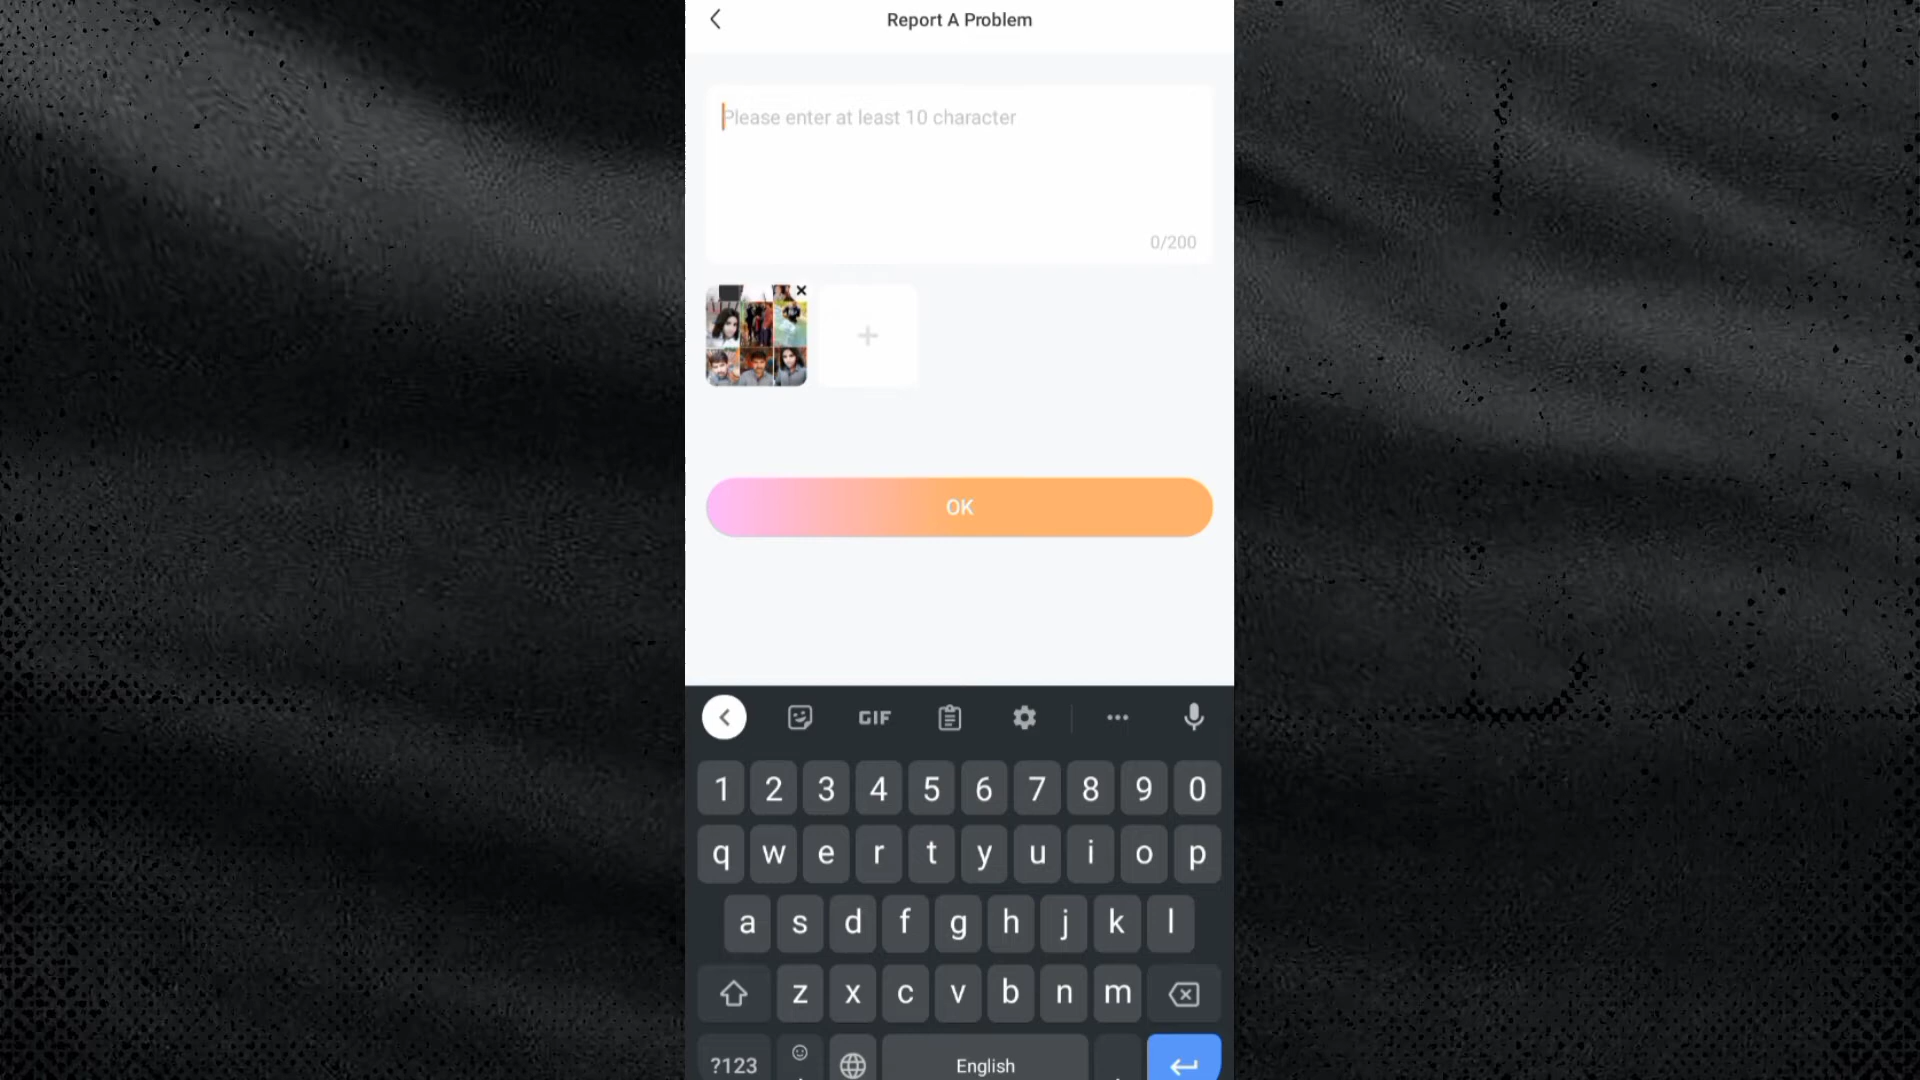 Report A Problem
Please enter at least 10 character
0/200
OK
GIF
1 2 3 4 5 6 7 8 9 0
q w e r t y u i o p
a s d f g h j k l
z x c v b n m
?123 English